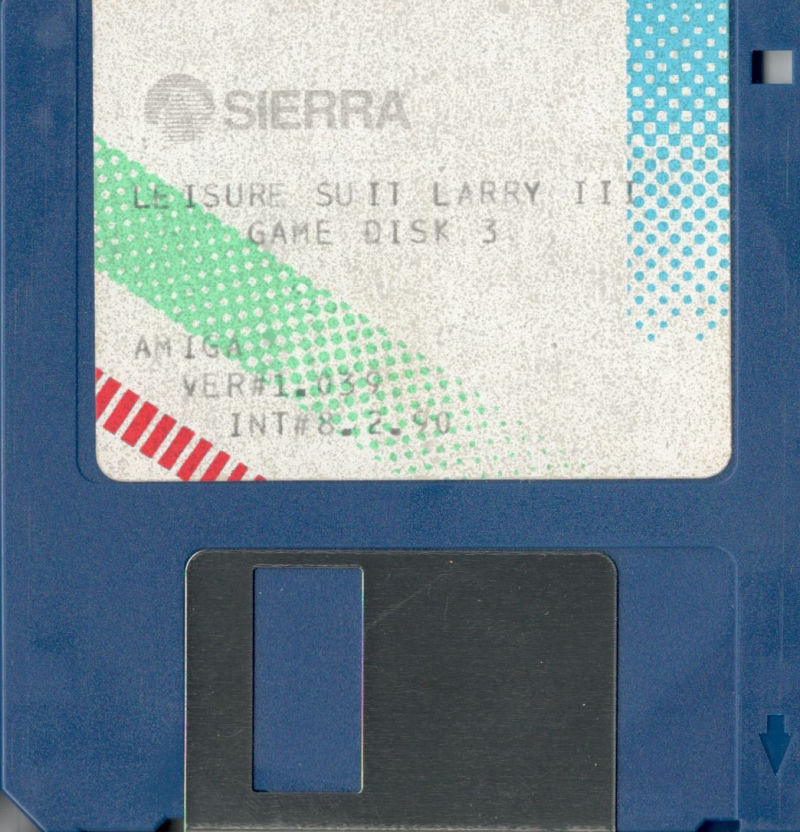 SIERRA
LEISURE SUIT LARRY III
GAME DISK 3
AMIGA
VER#1.039
INT#8.2.90